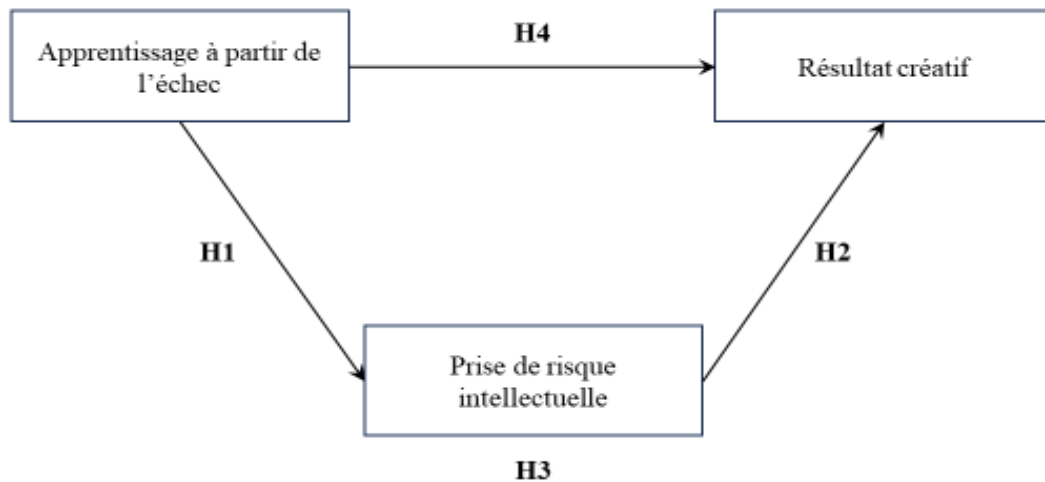 H4
Apprentissage à partir de
l’échec
Résultat créatif
H1
H2
Prise de risque
intellectuelle
H3